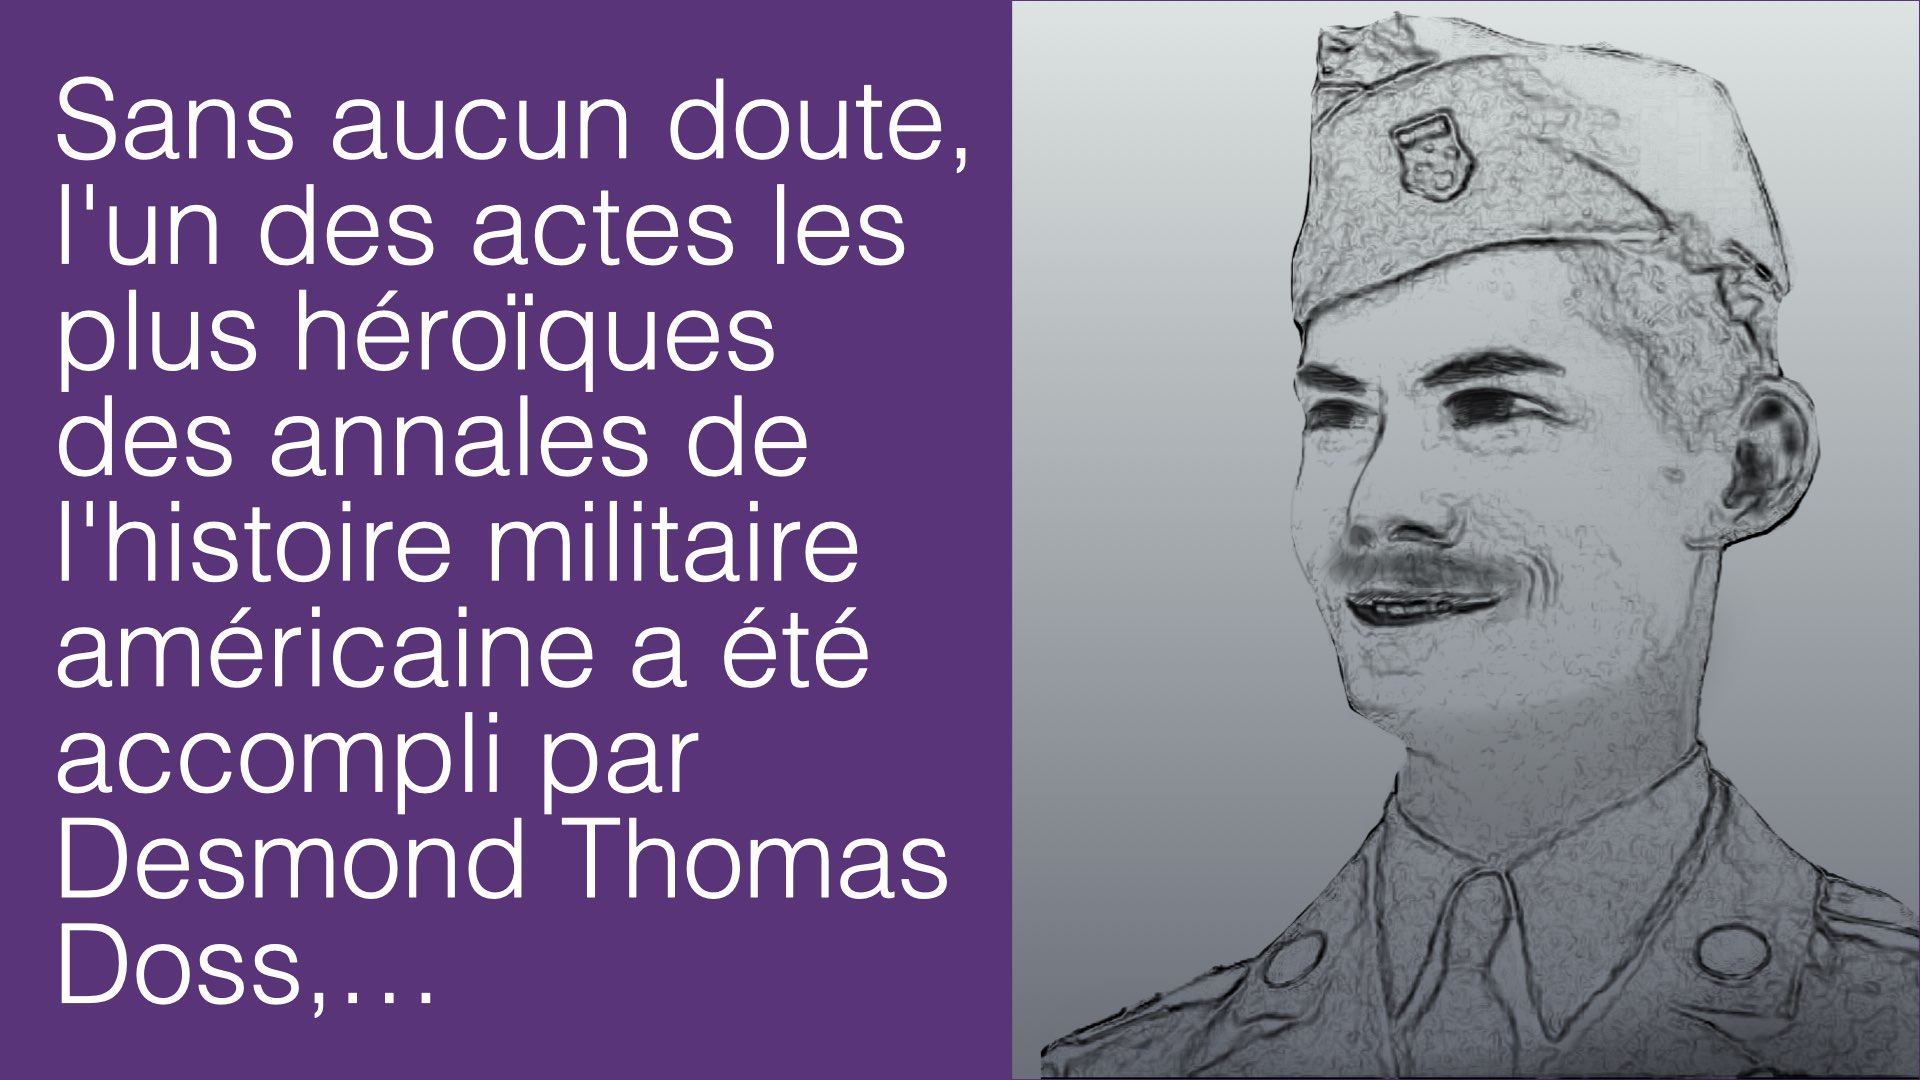 Sans aucun doute,
l'un des actes les
plus héroïques
des annales de
l'histoire militaire
américaine a été
accompli par
Desmond Thomas
Doss,…